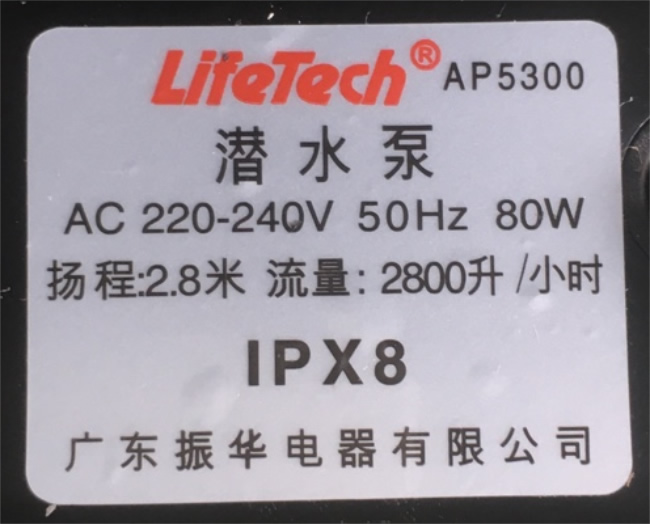 LifeTech® AP5300
潜水泵
AC 220-240V 50Hz 80W
扬程:2.8米 流量: 2800升/小时
IPX8
广东振华电器有限公司